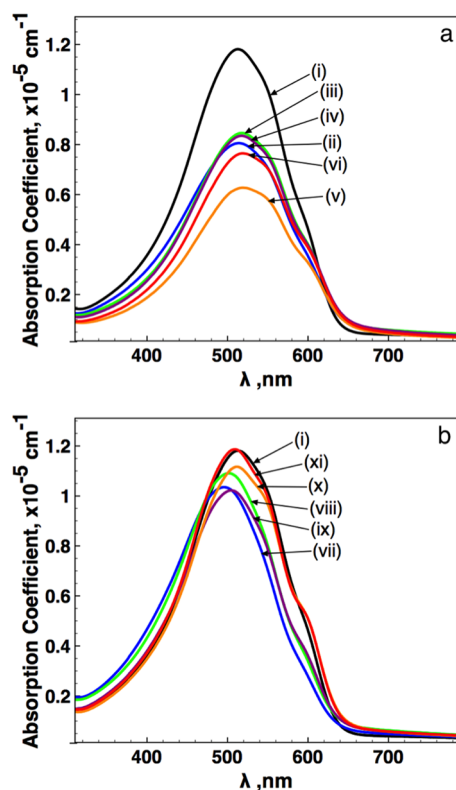 a
Absorption Coefficient, x10⁻⁵ cm⁻¹
1.2
1
0.8
0.6
0.4
0.2
(i)
(iii)
(iv)
(ii)
(vi)
(v)
400 500 600 700
λ ,nm
b
Absorption Coefficient, x10⁻⁵ cm⁻¹
1.2
1
0.8
0.6
0.4
0.2
(i)
(xi)
(x)
(viii)
(ix)
(vii)
400 500 600 700
λ ,nm